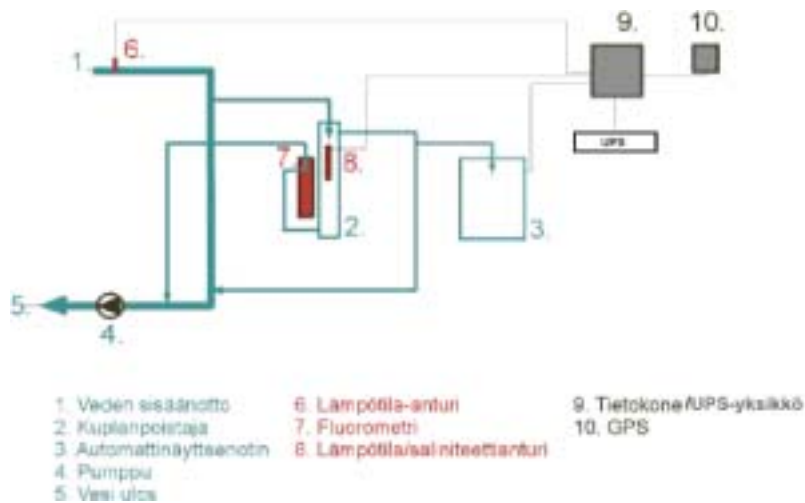 6.
9.
10.
1.
UPS
7.
8.
2.
3.
5.
4.
1 Veden sisäänotto
2 Kuplanpoistaja
3 Automattinäytteenotin
4 Pumppu
5 Vesi ulos
6. Lämpötila-anturi
7. Fluorometri
8. Lämpötila/saliniteettianturi
9. Tietokone/UPS-yksikkö
10. GPS